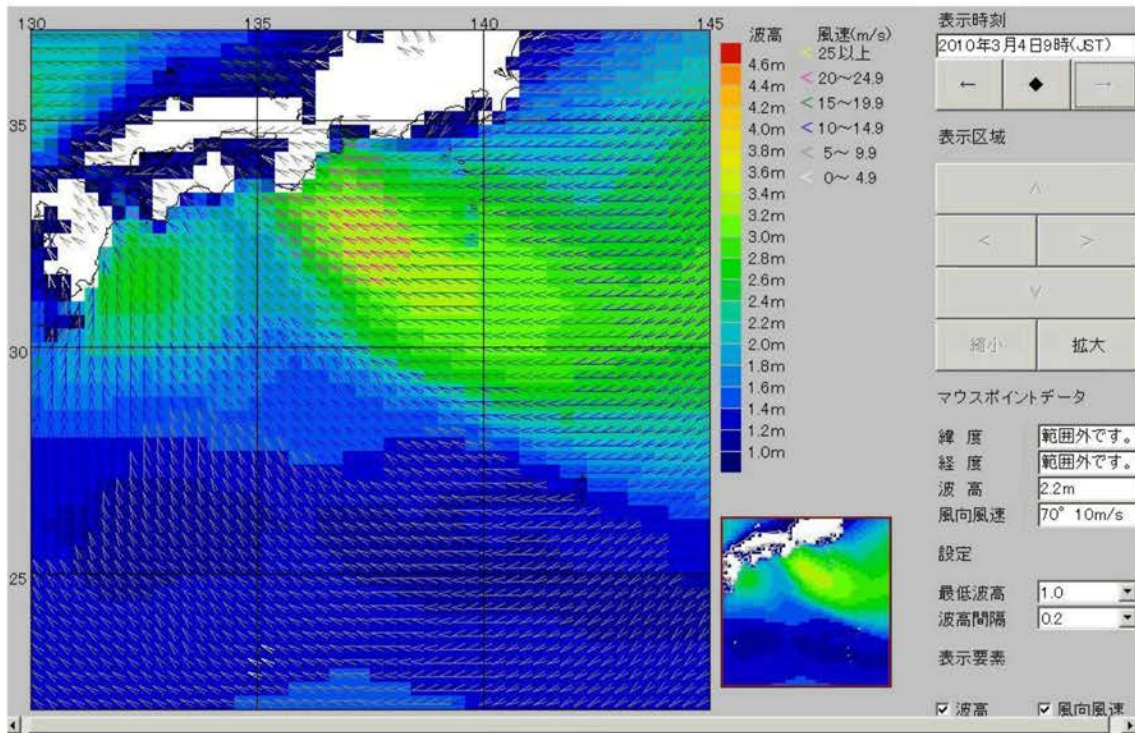 130 135 140 145
35
30
25
波高
4.6m
4.4m
4.2m
4.0m
3.8m
3.6m
3.4m
3.2m
3.0m
2.8m
2.6m
2.4m
2.2m
2.0m
1.8m
1.6m
1.4m
1.2m
1.0m
風速(m/s)
< 25以上
< 20～24.9
< 15～19.9
< 10～14.9
< 5～ 9.9
< 0～ 4.9
表示時刻
2010年3月4日9時(JST)
← ◆ →
表示区域
∧
< >
∨
縮小 拡大
マウスポイントデータ
緯 度 範囲外です。
経 度 範囲外です。
波 高 2.2m
風向風速 70° 10m/s
設定
最低波高 1.0
波高間隔 0.2
表示要素
波高 風向風速